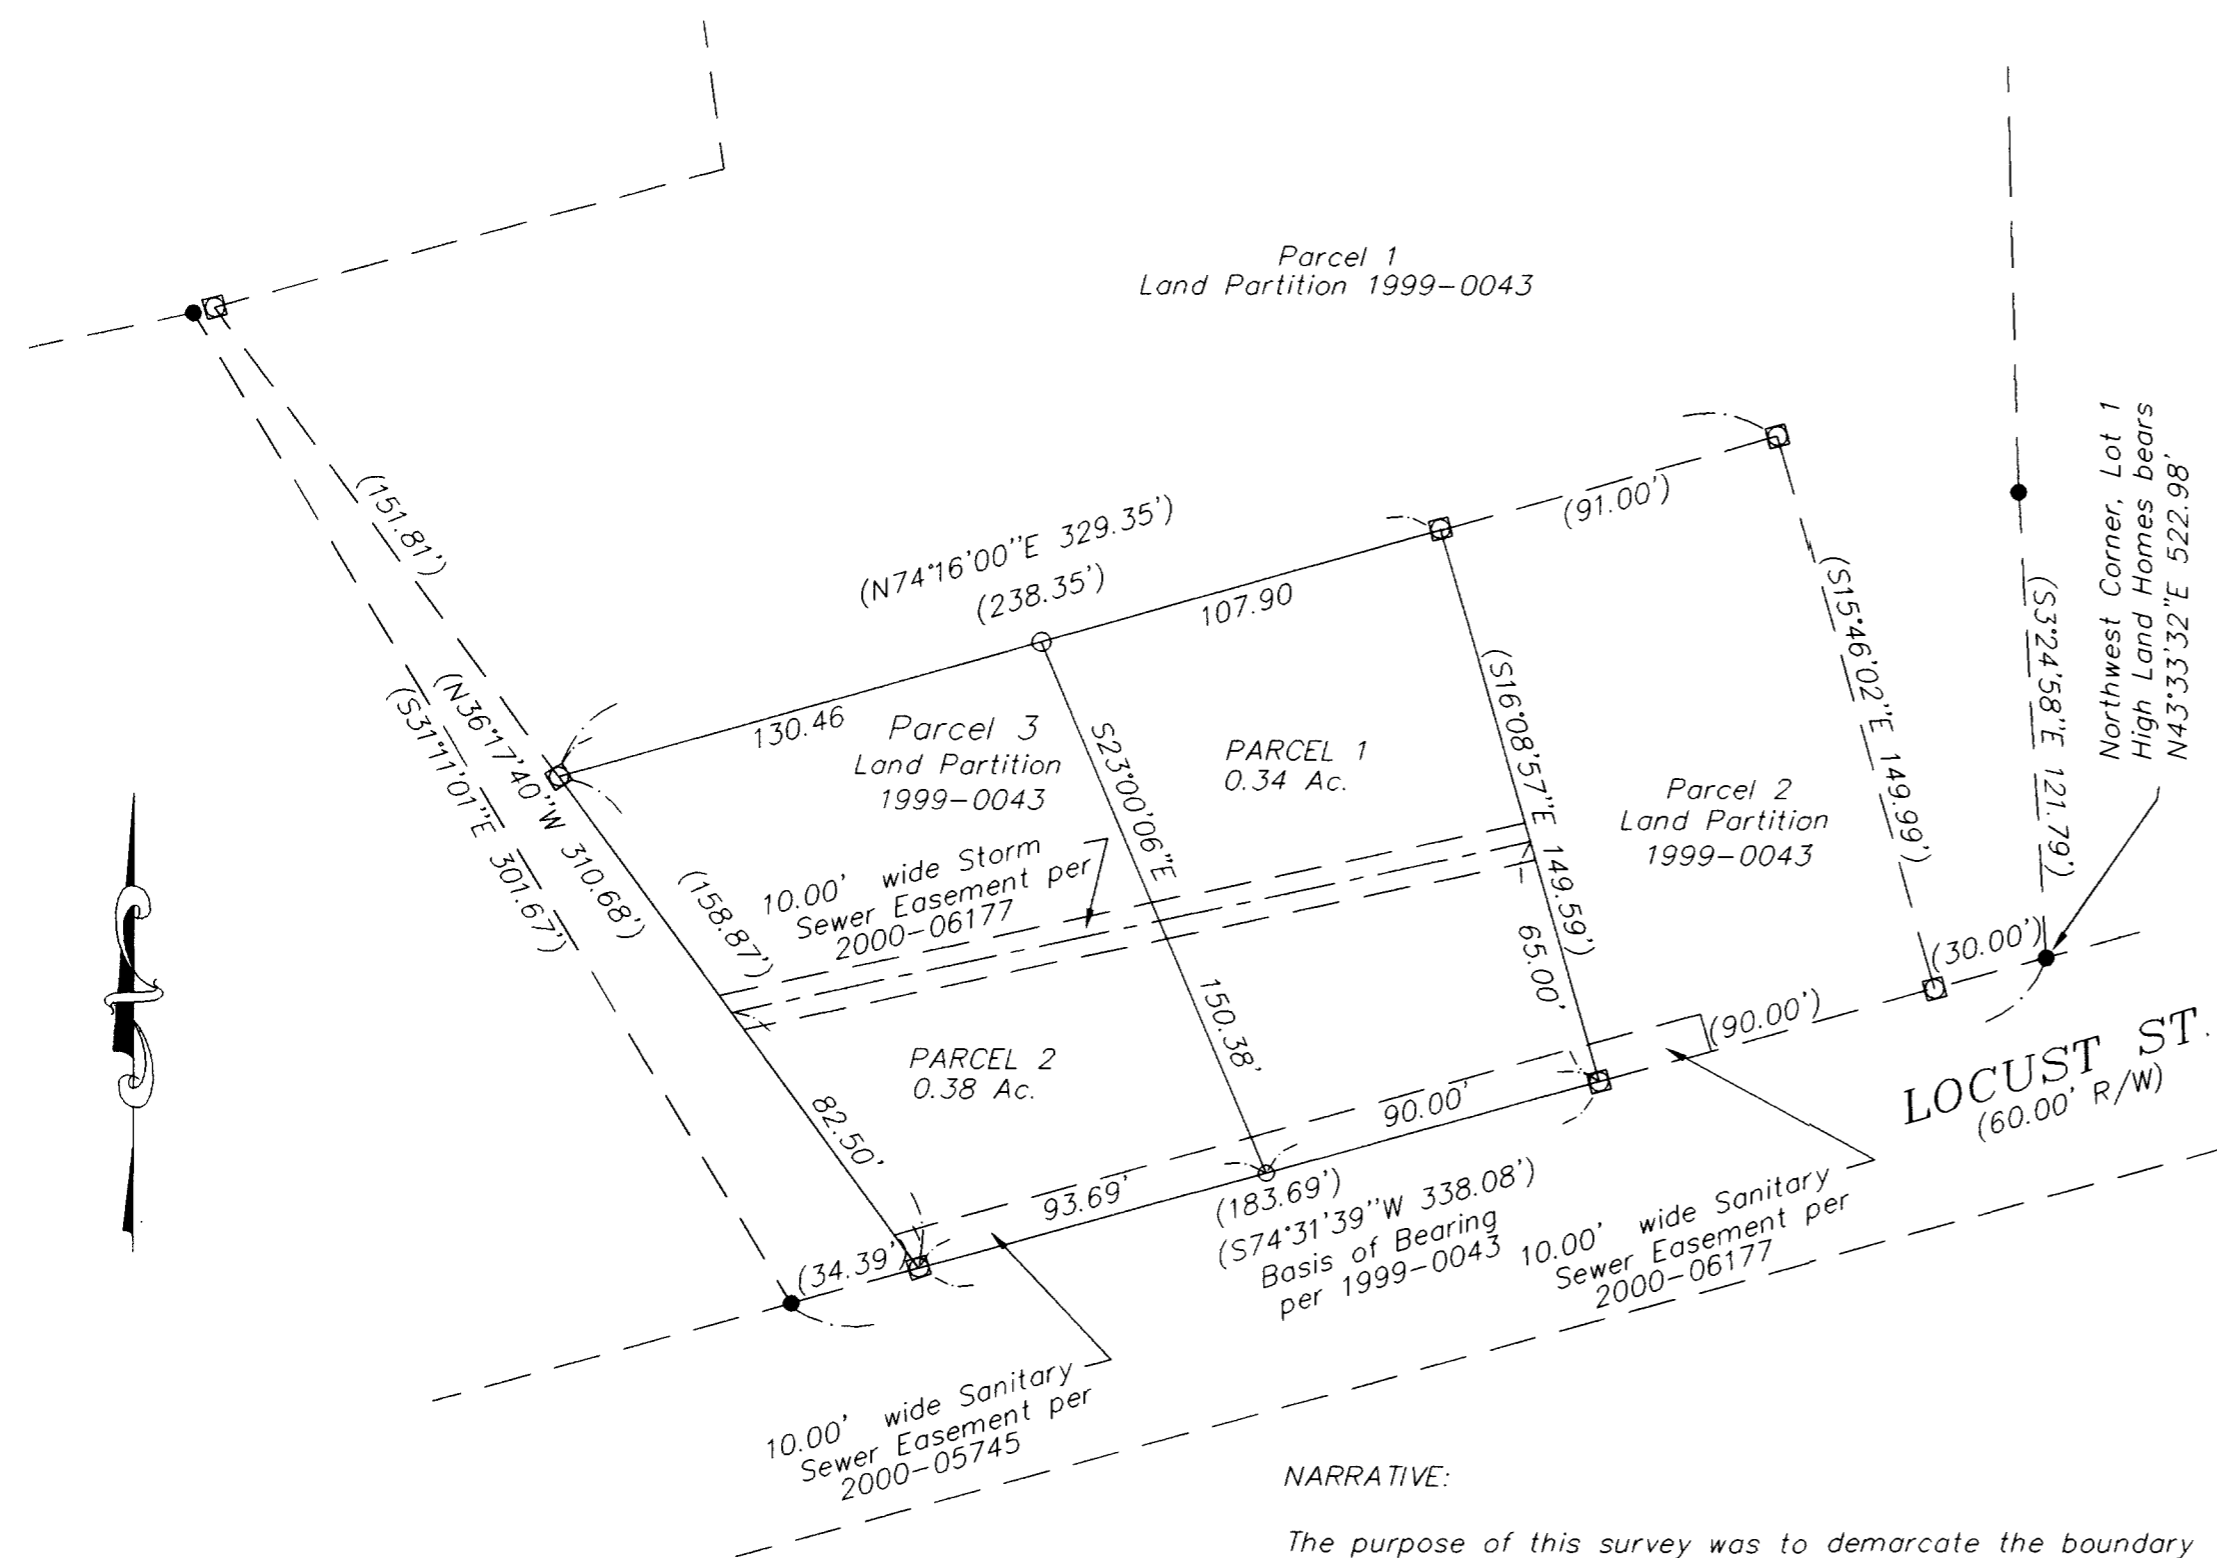 Parcel 1
Land Partition 1999-0043
(151.81')
(N74°16'00"E 329.35')
(238.35')
107.90
(91.00')
130.46
(S31°11'01"E 301.67')
(N36°17'40"W 310.68')
(158.87')
82.50'
Parcel 3
Land Partition
1999-0043
10.00' wide Storm
Sewer Easement per
2000-06177
S23°00'06"E
150.38'
PARCEL 1
0.34 Ac.
(S16°08'57"E 149.59')
65.00'
Parcel 2
Land Partition
1999-0043
(S15°46'02"E 149.99')
(S3°24'58"E 121.79')
Northwest Corner, Lot 1
High Land Homes bears
N43°33'32"E 522.98'
PARCEL 2
0.38 Ac.
(30.00')
(90.00')
90.00'
93.69'
(34.39')
(183.69')
(S74°31'39"W 338.08')
Basis of Bearing
per 1999-0043
LOCUST ST.
(60.00' R/W)
10.00' wide Sanitary
Sewer Easement per
2000-06177
10.00' wide Sanitary
Sewer Easement per
2000-05745
NARRATIVE:
The purpose of this survey was to demarcate the boundary